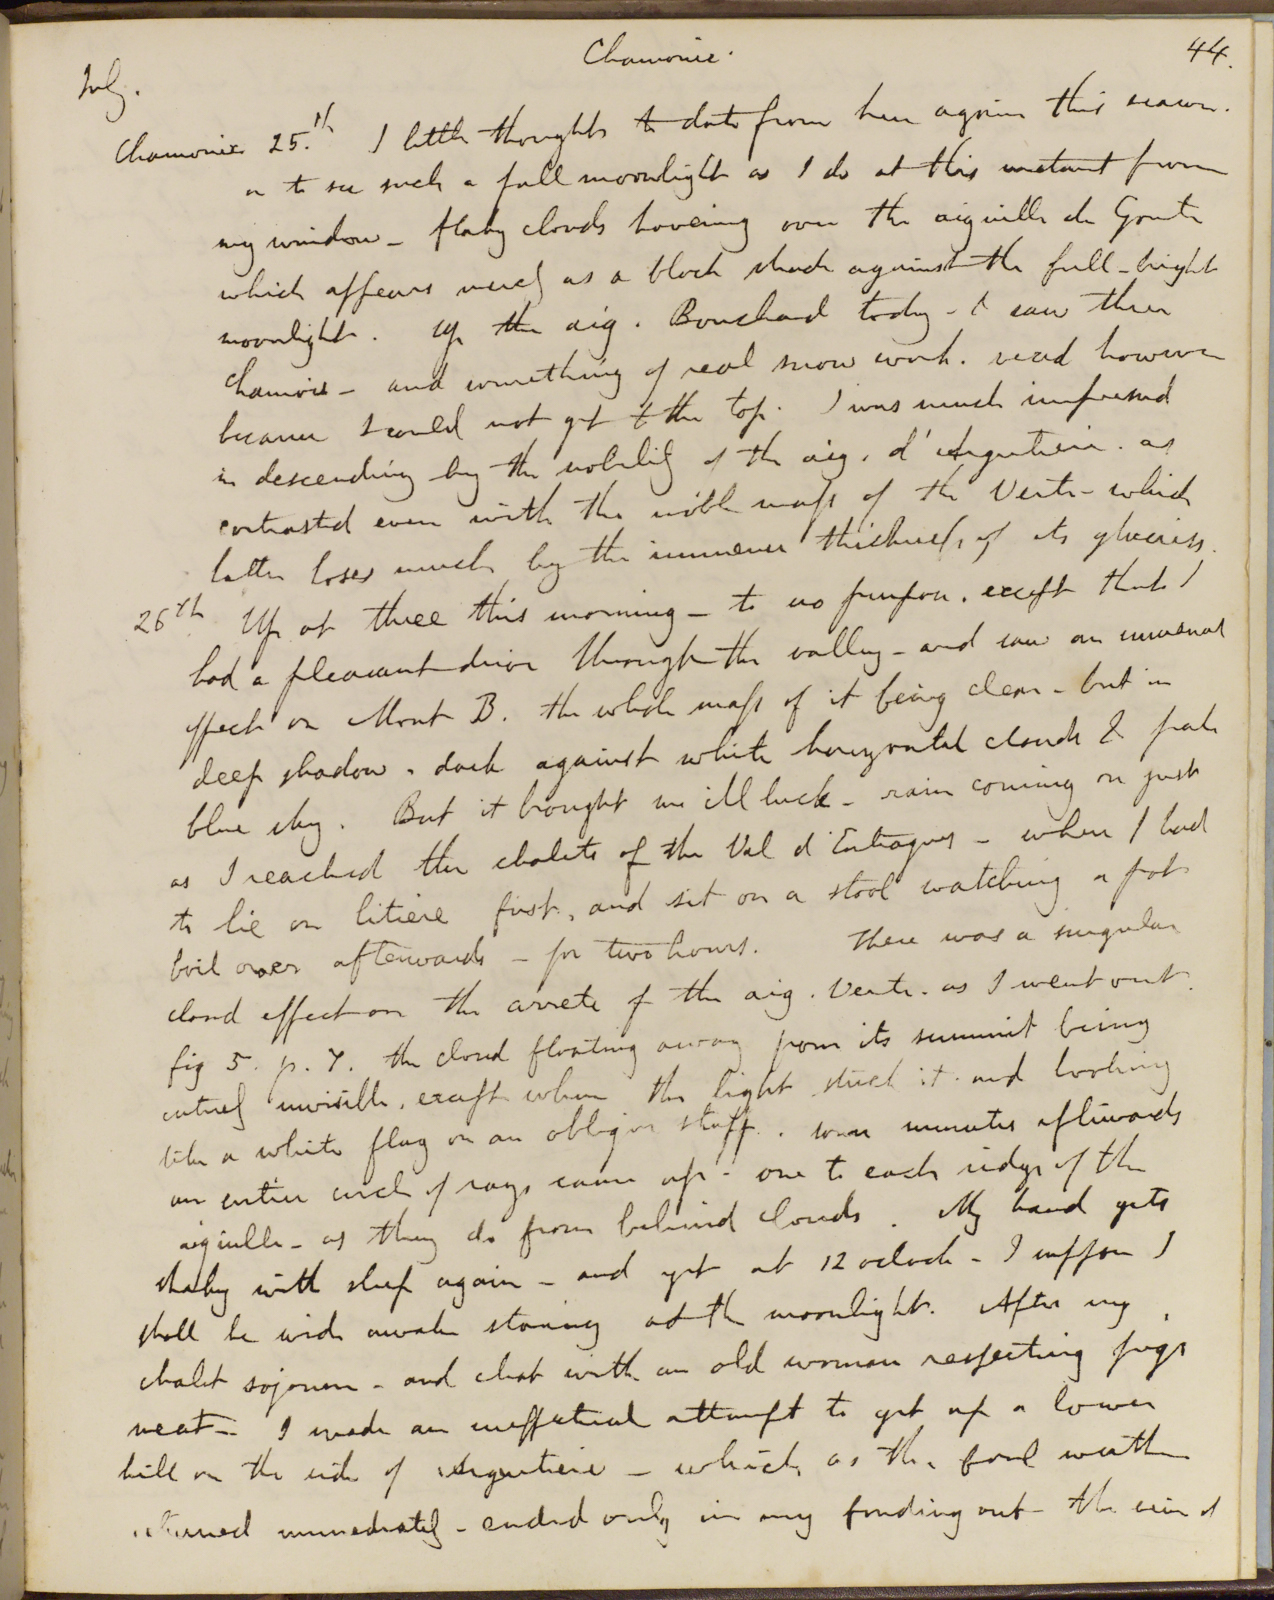 Chamonix.
44.
July.
Chamonix 25.th I little thought to date from here again this season.
or to see such a full moonlight as I do at this instant from
my window - flaky clouds hovering over the aiguille de Goute
which appears merely as a black shade against the full-bright
moonlight. Up the aig. Bouchard today - I saw three
chamois - and something of real snow work. vexed however
because I could not get to the top. I was much impressed
in descending by the nobility of the aig. d'Argentiere. as
contrasted even with the noble mass of the Verte - which
latter loses much by the immense thickness of its glaciers.
26th. Up at three this morning - to no purpose. except that I
had a pleasant drive through the valley - and saw an unusual
effect on Mont B. the whole mass of it being clear - but in
deep shadow. dark against white horizontal clouds & pale
blue sky. But it brought me ill luck - rain coming on just
as I reached the chalets of the Val d'Entragues - where I had
to lie on litiere first, and sit on a stool watching a pot
boil over afterwards - for two hours. There was a singular
cloud effect on the arrete of the aig. Verte. as I went out.
fig 5. p. 7. the cloud floating away from its summit being
entirely invisible. except where the light struck it. and looking
like a white flag on an oblique staff. some minutes afterwards
an entire circle of rays came up - one to each ridge of the
aiguille - as they do from behind clouds. My hand gets
shaky with sleep again - and yet at 12 oclock - I suppose I
shall be wide awake staring at the moonlight. After my
chalet sojourn - and chat with an old woman respecting pigs
meat - I made an ineffectual attempt to get up a lower
hill on the side of Argentiere - which, as the foul weather
returned immediately - ended only in my finding out - the view of